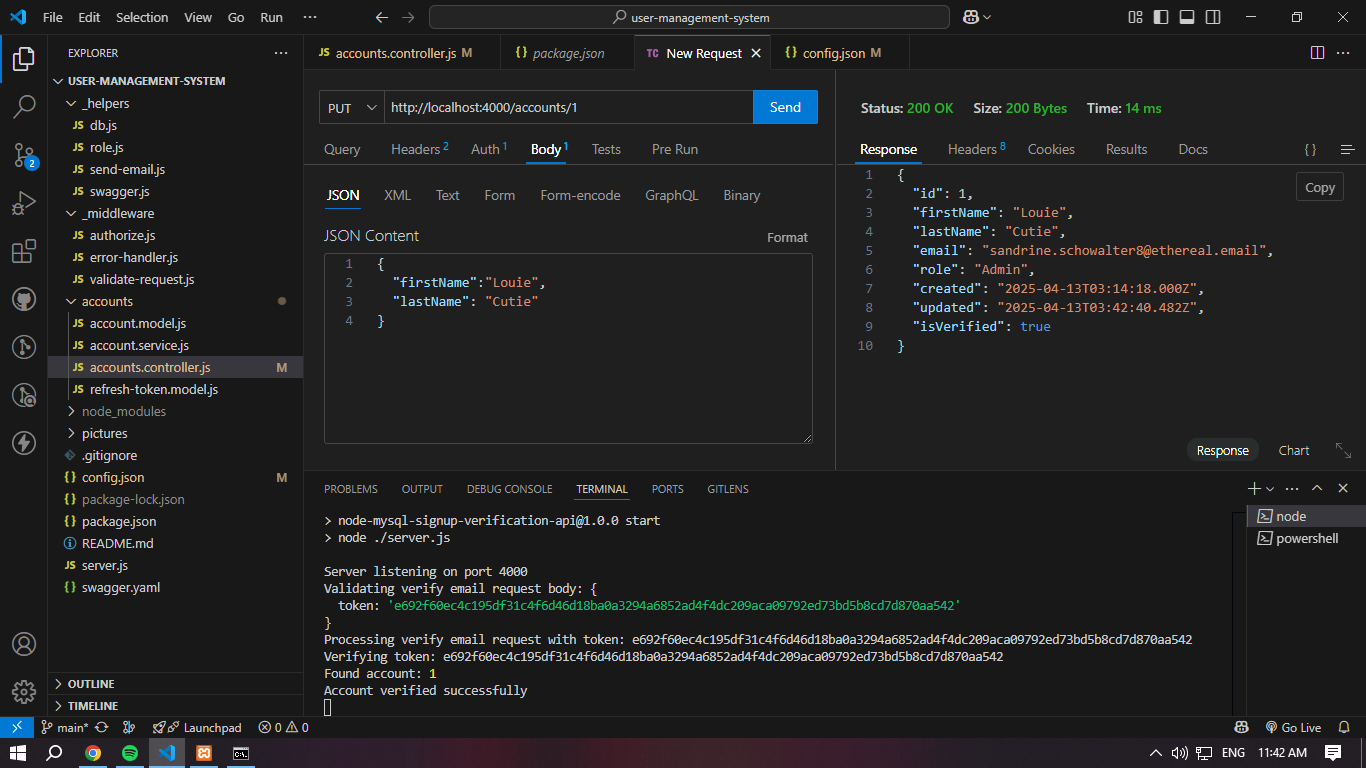 File Edit Selection View Go Run ··· user-management-system
EXPLORER ···
USER-MANAGEMENT-SYSTEM
_helpers
JS db.js
JS role.js
JS send-email.js
JS swagger.js
_middleware
JS authorize.js
JS error-handler.js
JS validate-request.js
accounts
JS account.model.js
JS account.service.js
JS accounts.controller.js M
JS refresh-token.model.js
node_modules
pictures
.gitignore
{} config.json M
{} package-lock.json
{} package.json
README.md
JS server.js
{} swagger.yaml
OUTLINE
TIMELINE
2
JS accounts.controller.js M {} package.json TC New Request {} config.json M ···
PUT http://localhost:4000/accounts/1 Send
Query Headers 2 Auth 1 Body 1 Tests Pre Run
JSON XML Text Form Form-encode GraphQL Binary
JSON Content Format
1 {
2 "firstName":"Louie",
3 "lastName": "Cutie"
4 }
Status: 200 OK Size: 200 Bytes Time: 14 ms
Response Headers 8 Cookies Results Docs {}
Copy
1 {
2 "id": 1,
3 "firstName": "Louie",
4 "lastName": "Cutie",
5 "email": "sandrine.schowalter8@ethereal.email",
6 "role": "Admin",
7 "created": "2025-04-13T03:14:18.000Z",
8 "updated": "2025-04-13T03:42:40.482Z",
9 "isVerified": true
10 }
Response Chart
PROBLEMS OUTPUT DEBUG CONSOLE TERMINAL PORTS GITLENS ···
> node-mysql-signup-verification-api@1.0.0 start
> node ./server.js
Server listening on port 4000
Validating verify email request body: {
token: 'e692f60ec4c195df31c4f6d46d18ba0a3294a6852ad4f4dc209aca09792ed73bd5b8cd7d870aa542'
}
Processing verify email request with token: e692f60ec4c195df31c4f6d46d18ba0a3294a6852ad4f4dc209aca09792ed73bd5b8cd7d870aa542
Verifying token: e692f60ec4c195df31c4f6d46d18ba0a3294a6852ad4f4dc209aca09792ed73bd5b8cd7d870aa542
Found account: 1
Account verified successfully
node
powershell
main* Launchpad 0 0 Go Live
ENG 11:42 AM